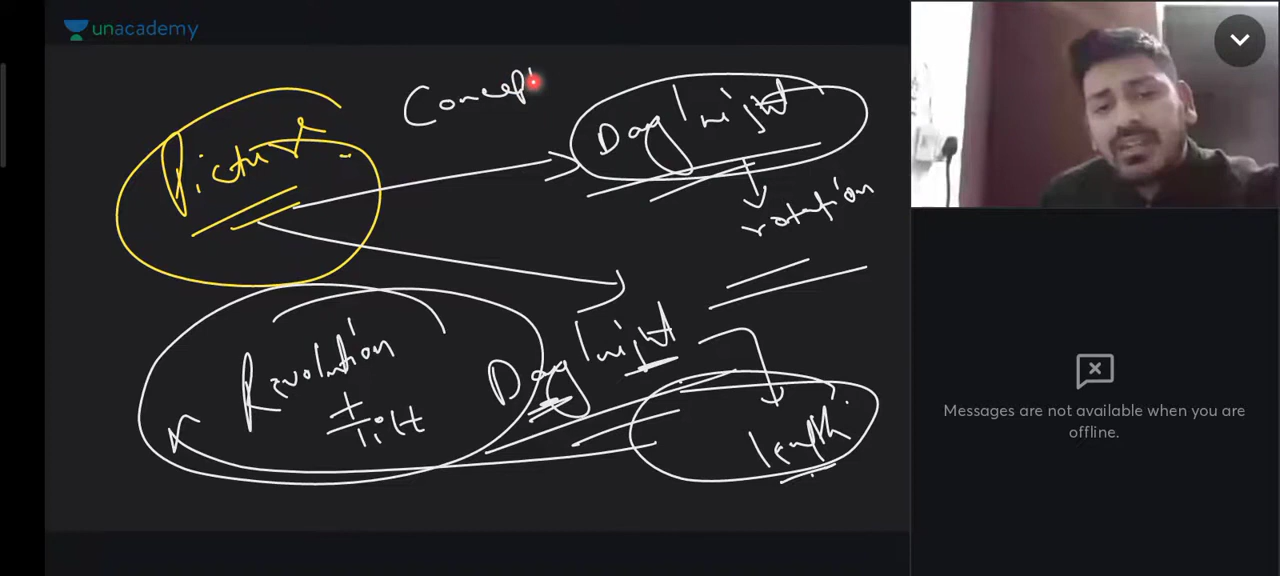 unacademy
Concept
Picture
Day/night
rotation
Revolution
+
Tilt
Day/night
length
Messages are not available when you are
offline.